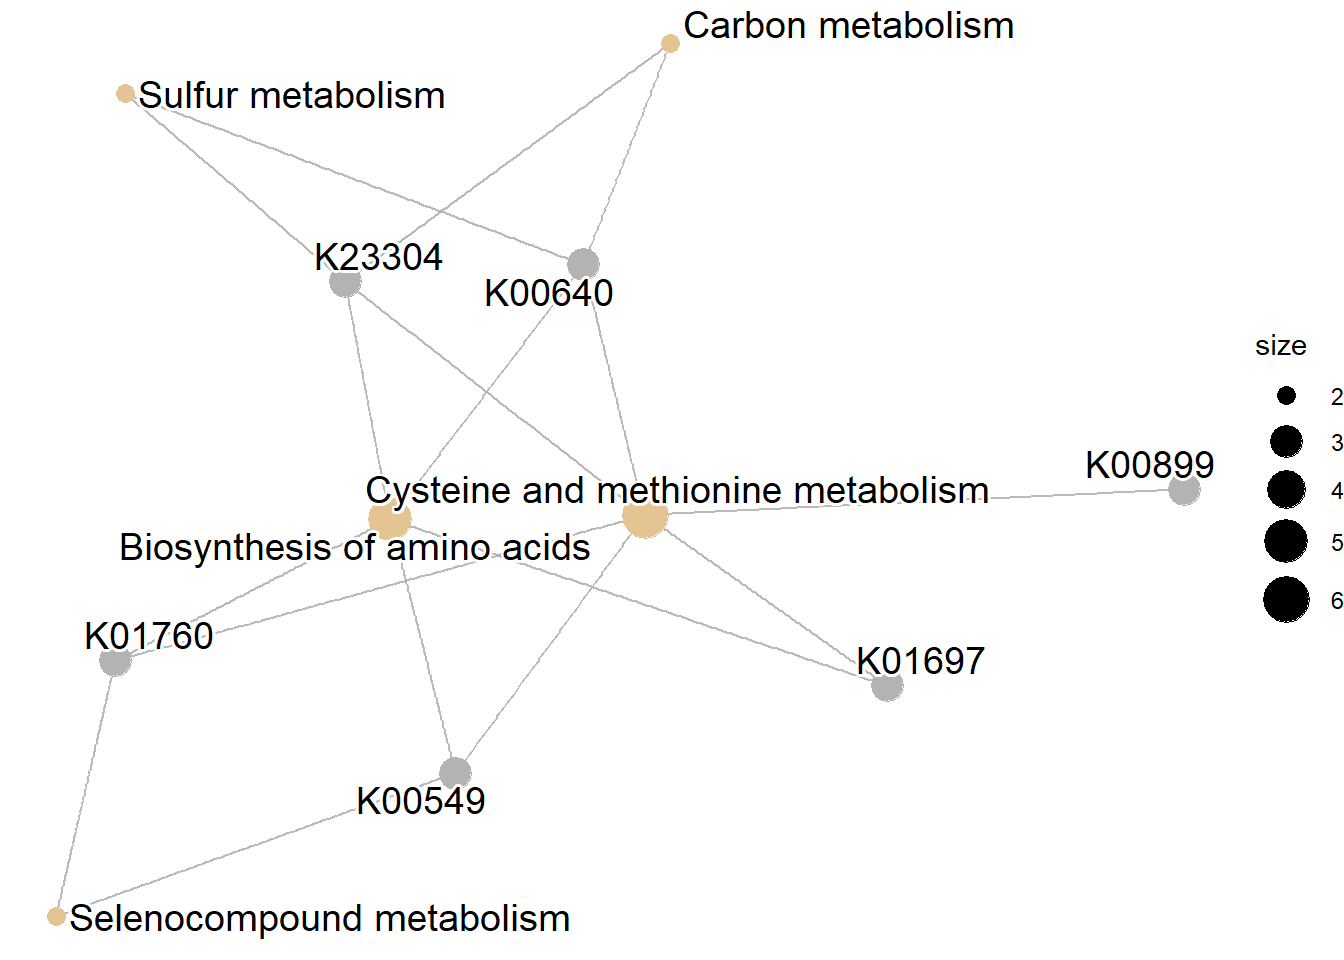 Carbon metabolism
Sulfur metabolism
K23304
K00640
size
2
3
4
5
6
K00899
Cysteine and methionine metabolism
Biosynthesis of amino acids
K01760
K01697
K00549
Selenocompound metabolism